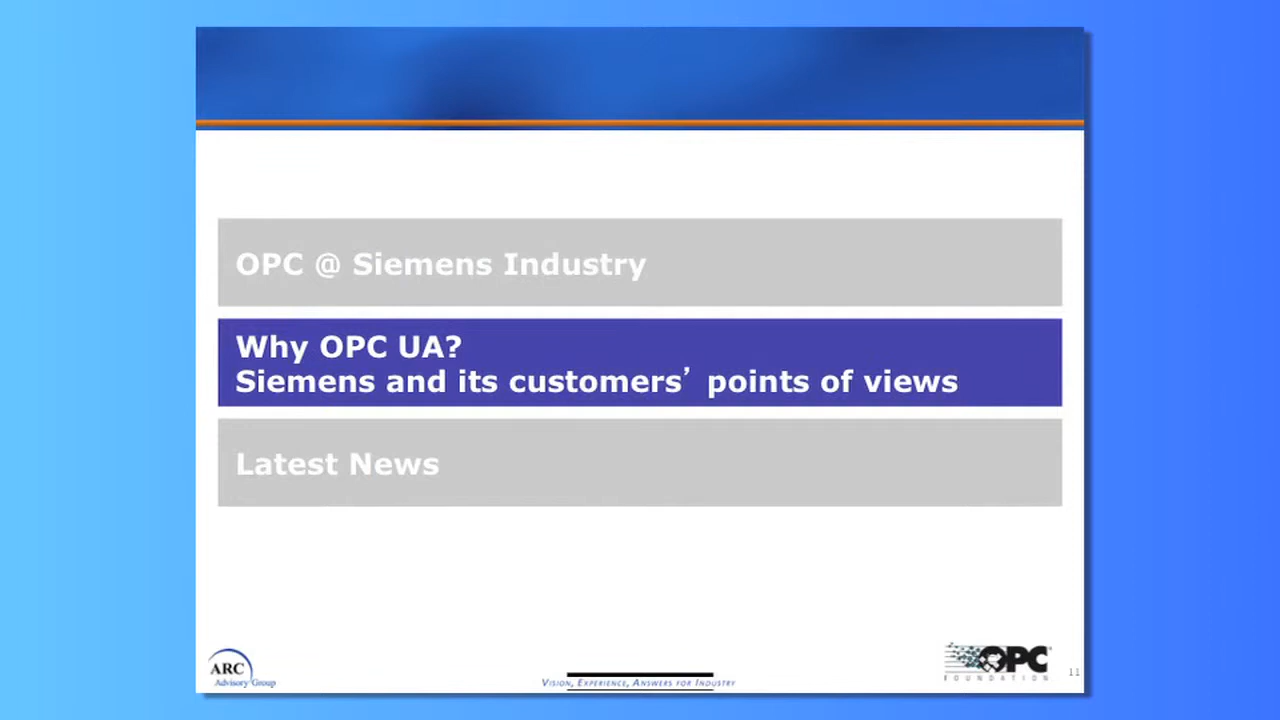 OPC @ Siemens Industry
Why OPC UA?
Siemens and its customers’ points of views
Latest News
ARC
Advisory Group
VISION, EXPERIENCE, ANSWERS FOR INDUSTRY
OPC
FOUNDATION
11